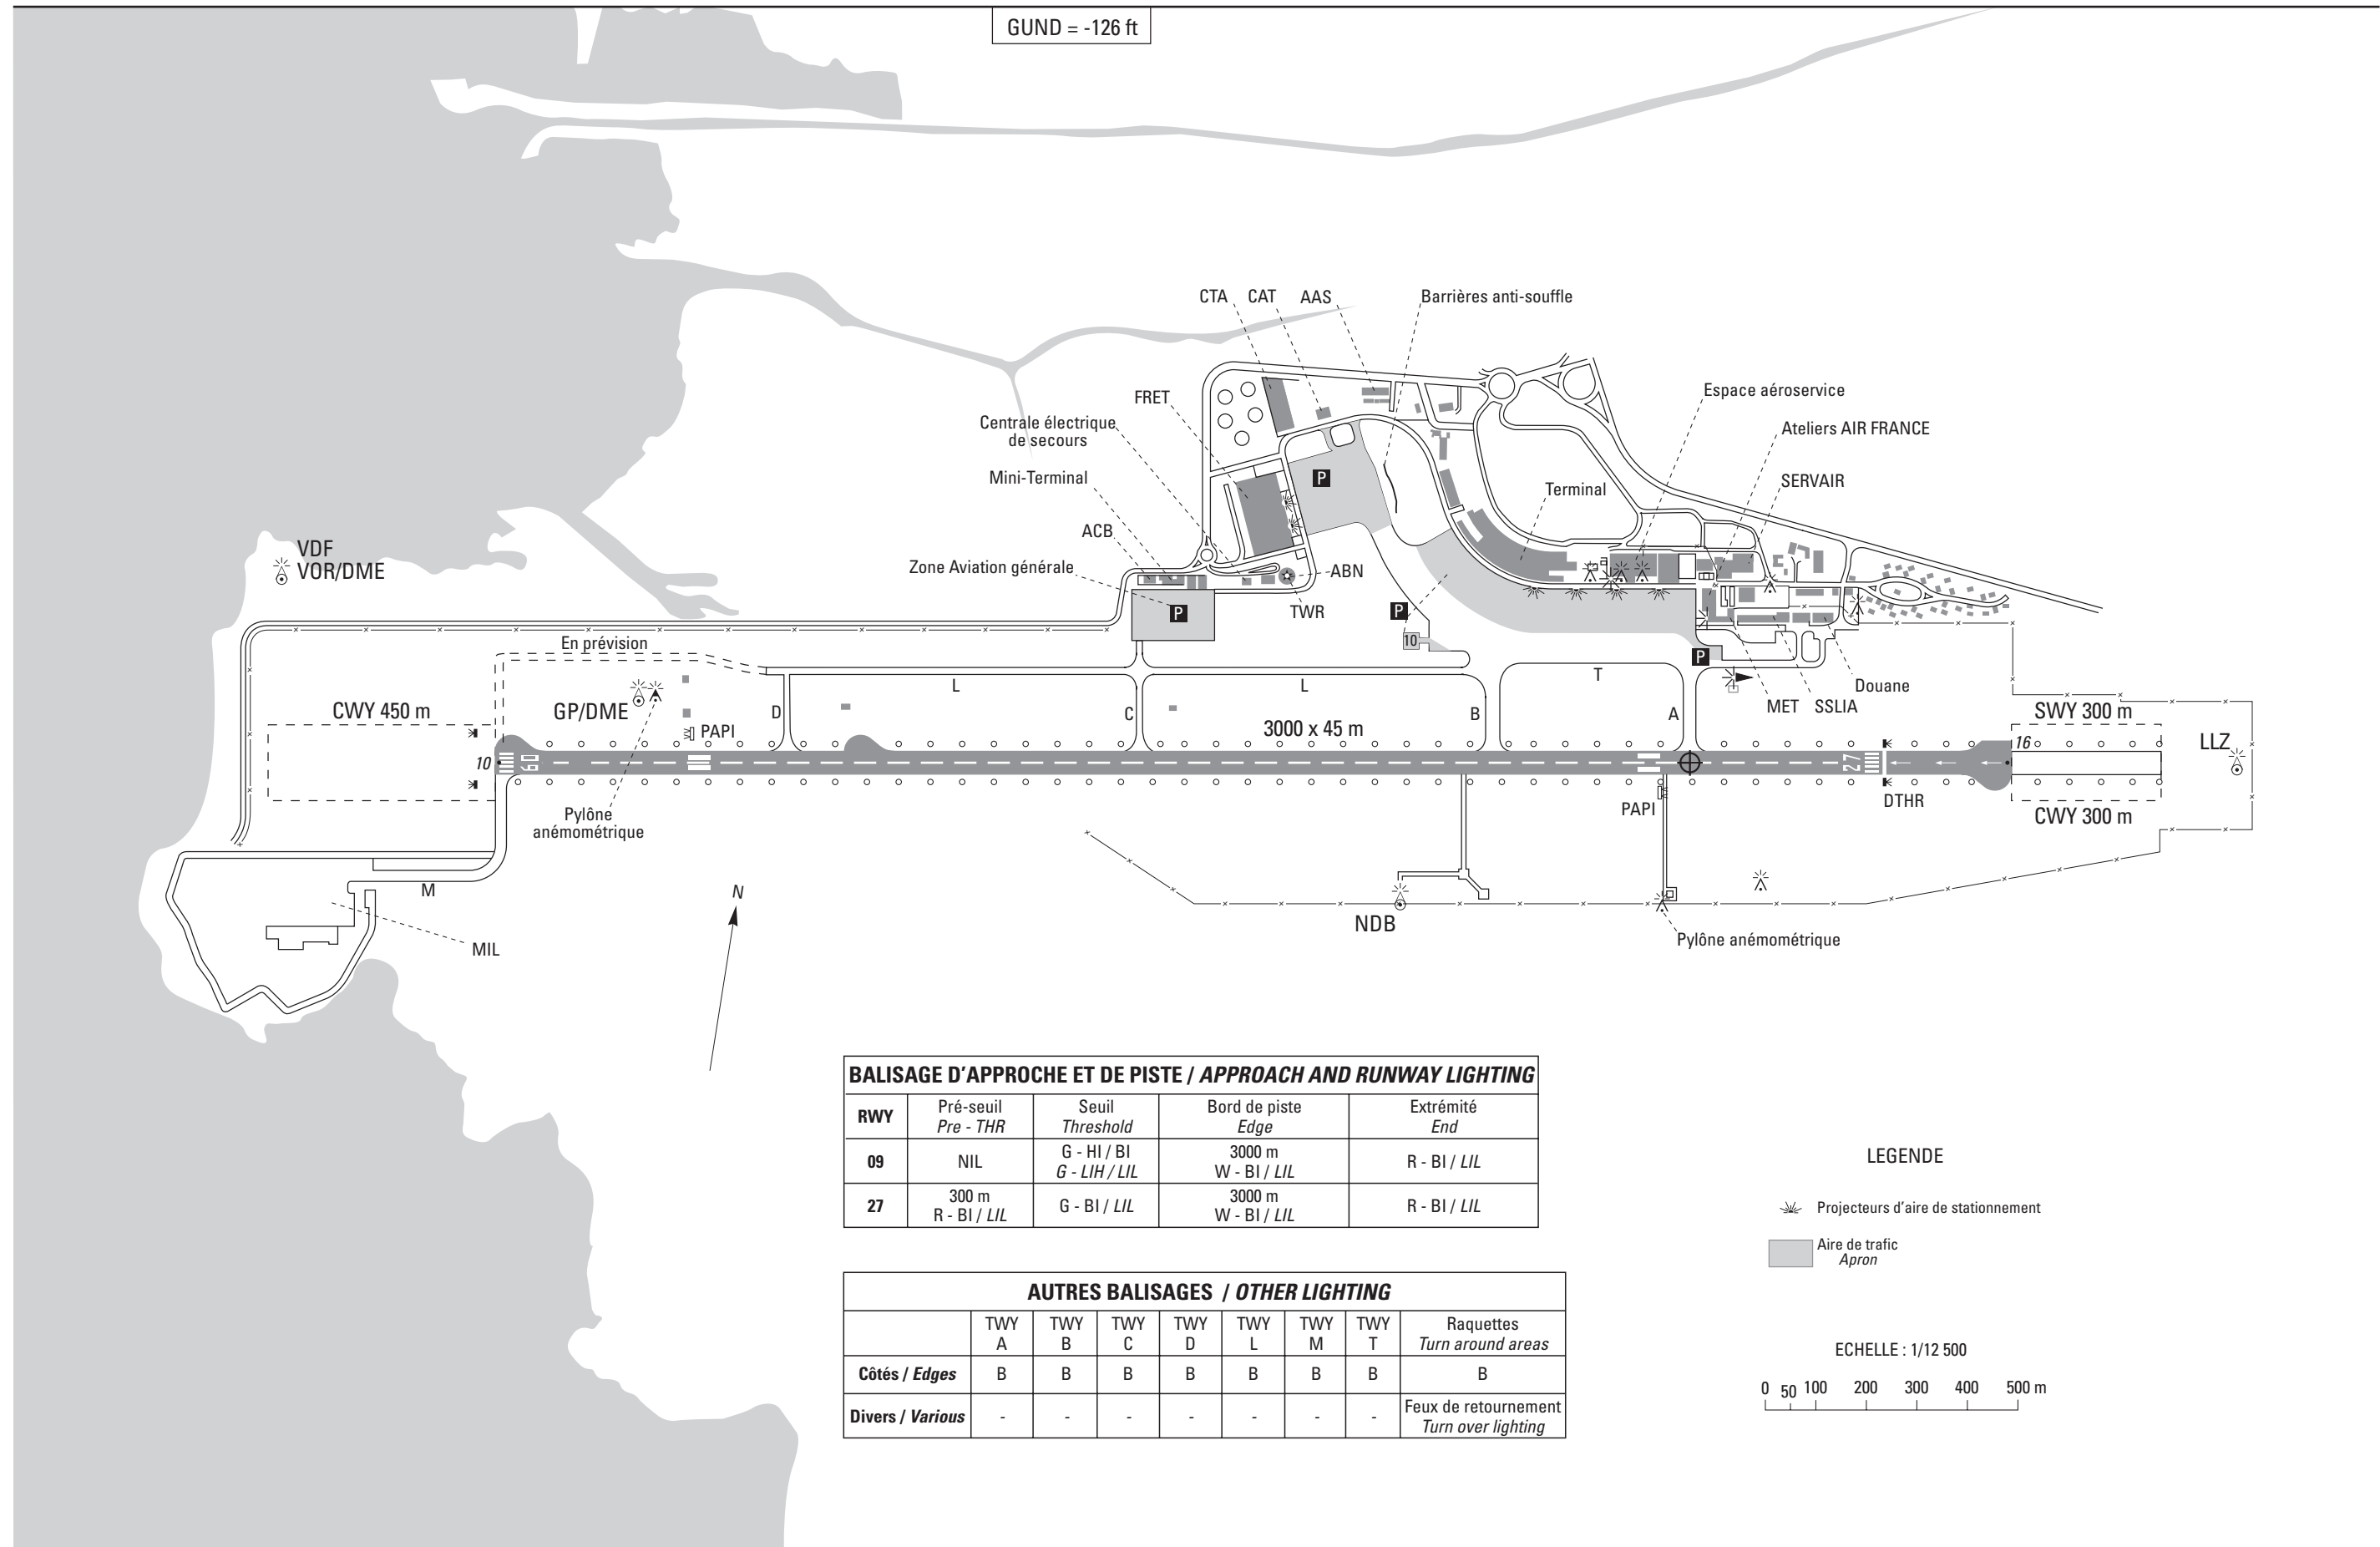 GUND = -126 ft
CTA
CAT
AAS
Barrières anti-souffle
FRET
Espace aéroservice
Centrale électrique
de secours
Ateliers AIR FRANCE
Mini-Terminal
P
Terminal
SERVAIR
ACB
VDF
VOR/DME
Zone Aviation générale
ABN
P
TWR
P
10
En prévision
P
T
L
L
Douane
CWY 450 m
GP/DME
D
C
B
A
MET
SSLIA
SWY 300 m
PAPI
3000 x 45 m
16
LLZ
10
09
27
PAPI
DTHR
CWY 300 m
Pylône
anémométrique
M
N
NDB
MIL
Pylône anémométrique
BALISAGE D'APPROCHE ET DE PISTE / APPROACH AND RUNWAY LIGHTING
RWY
Pré-seuil
Pre - THR
Seuil
Threshold
Bord de piste
Edge
Extrémité
End
09
NIL
G - HI / BI
G - LIH / LIL
3000 m
W - BI / LIL
R - BI / LIL
27
300 m
R - BI / LIL
G - BI / LIL
3000 m
W - BI / LIL
R - BI / LIL
AUTRES BALISAGES / OTHER LIGHTING
TWY
A
TWY
B
TWY
C
TWY
D
TWY
L
TWY
M
TWY
T
Raquettes
Turn around areas
Côtés / Edges
B
B
B
B
B
B
B
B
Divers / Various
-
-
-
-
-
-
-
Feux de retournement
Turn over lighting
LEGENDE
Projecteurs d'aire de stationnement
Aire de trafic
Apron
ECHELLE : 1/12 500
0 50 100 200 300 400 500 m